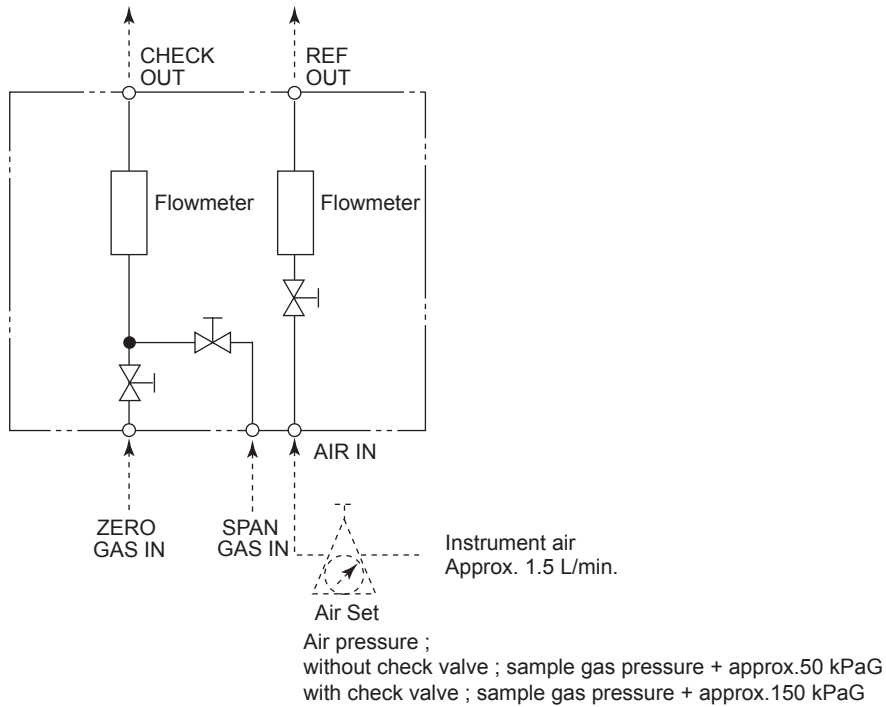 CHECK
OUT
REF
OUT
Flowmeter
Flowmeter
AIR IN
ZERO
GAS IN
SPAN
GAS IN
Instrument air
Approx. 1.5 L/min.
Air Set
Air pressure ;
without check valve ; sample gas pressure + approx.50 kPaG
with check valve ; sample gas pressure + approx.150 kPaG